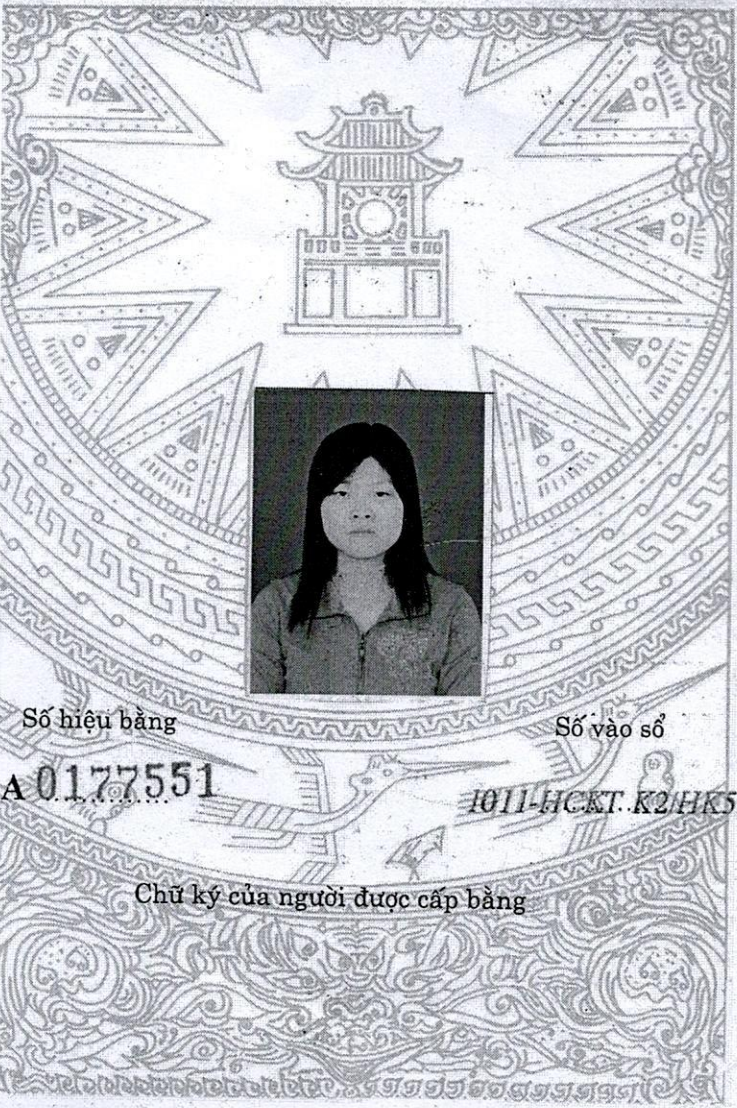 Số hiệu bằng
Số vào sổ
A 0177551
1011-HCKT. K2/HK5
Chữ ký của người được cấp bằng